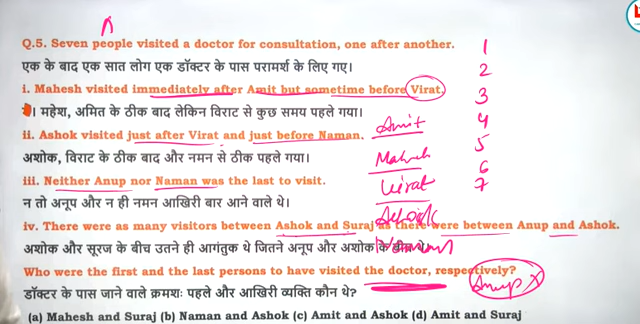 Q.5. Seven people visited a doctor for consultation, one after another.
एक के बाद एक सात लोग एक डॉक्टर के पास परामर्श के लिए गए।
i. Mahesh visited immediately after Amit but sometime before Virat.
। महेश, अमित के ठीक बाद लेकिन विराट से कुछ समय पहले गया।
ii. Ashok visited just after Virat and just before Naman.
अशोक, विराट के ठीक बाद और नमन से ठीक पहले गया।
iii. Neither Anup nor Naman was the last to visit.
न तो अनूप और न ही नमन आखिरी बार आने वाले थे।
iv. There were as many visitors between Ashok and Suraj as there were between Anup and Ashok.
अशोक और सूरज के बीच उतने ही आगंतुक थे जितने अनूप और अशोक के बीच थे।
Who were the first and the last persons to have visited the doctor, respectively?
डॉक्टर के पास जाने वाले क्रमशः पहले और आखिरी व्यक्ति कौन थे?
(a) Mahesh and Suraj (b) Naman and Ashok (c) Amit and Ashok (d) Amit and Suraj
Amit
Mahesh
Virat
Ashok
Naman
1
2
3
4
5
6
7
Anup X